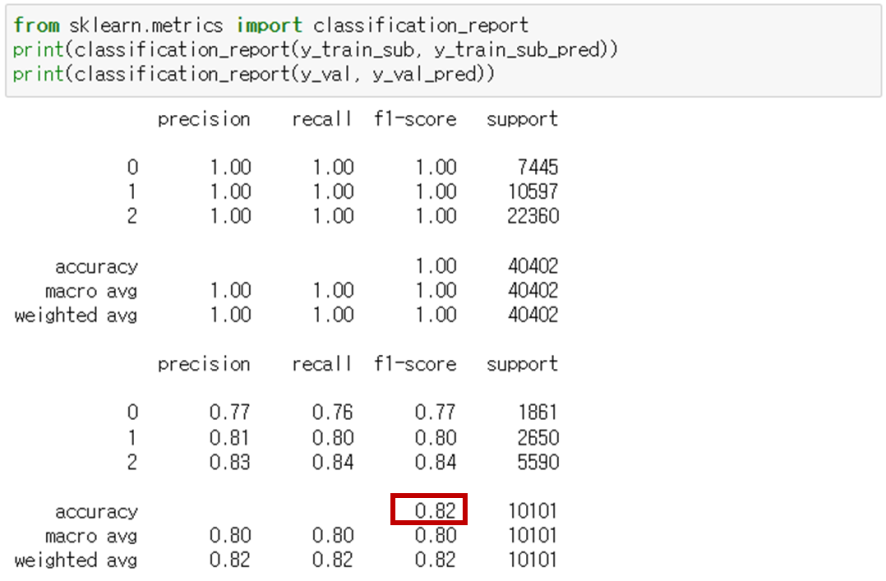 from sklearn.metrics import classification_report
print(classification_report(y_train_sub, y_train_sub_pred))
print(classification_report(y_val, y_val_pred))
precision recall f1-score support
0 1.00 1.00 1.00 7445
1 1.00 1.00 1.00 10597
2 1.00 1.00 1.00 22360
accuracy 1.00 40402
macro avg 1.00 1.00 1.00 40402
weighted avg 1.00 1.00 1.00 40402
precision recall f1-score support
0 0.77 0.76 0.77 1861
1 0.81 0.80 0.80 2650
2 0.83 0.84 0.84 5590
accuracy 0.82 10101
macro avg 0.80 0.80 0.80 10101
weighted avg 0.82 0.82 0.82 10101